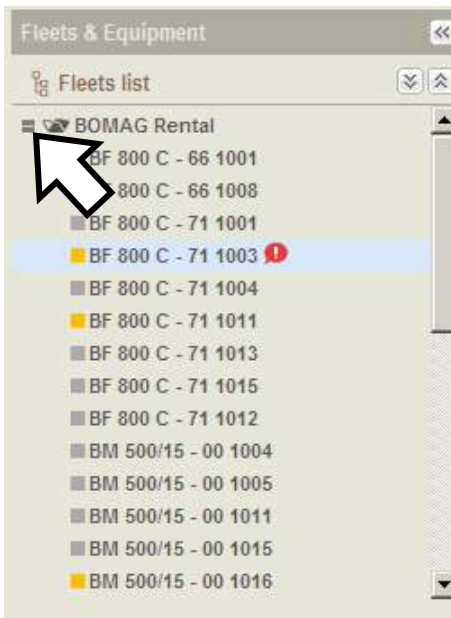 Fleets & Equipment
Fleets list
BOMAG Rental
BF 800 C - 66 1001
800 C - 66 1008
BF 800 C - 71 1001
BF 800 C - 71 1003
BF 800 C - 71 1004
BF 800 C - 71 1011
BF 800 C - 71 1013
BF 800 C - 71 1015
BF 800 C - 71 1012
BM 500/15 - 00 1004
BM 500/15 - 00 1005
BM 500/15 - 00 1011
BM 500/15 - 00 1015
BM 500/15 - 00 1016